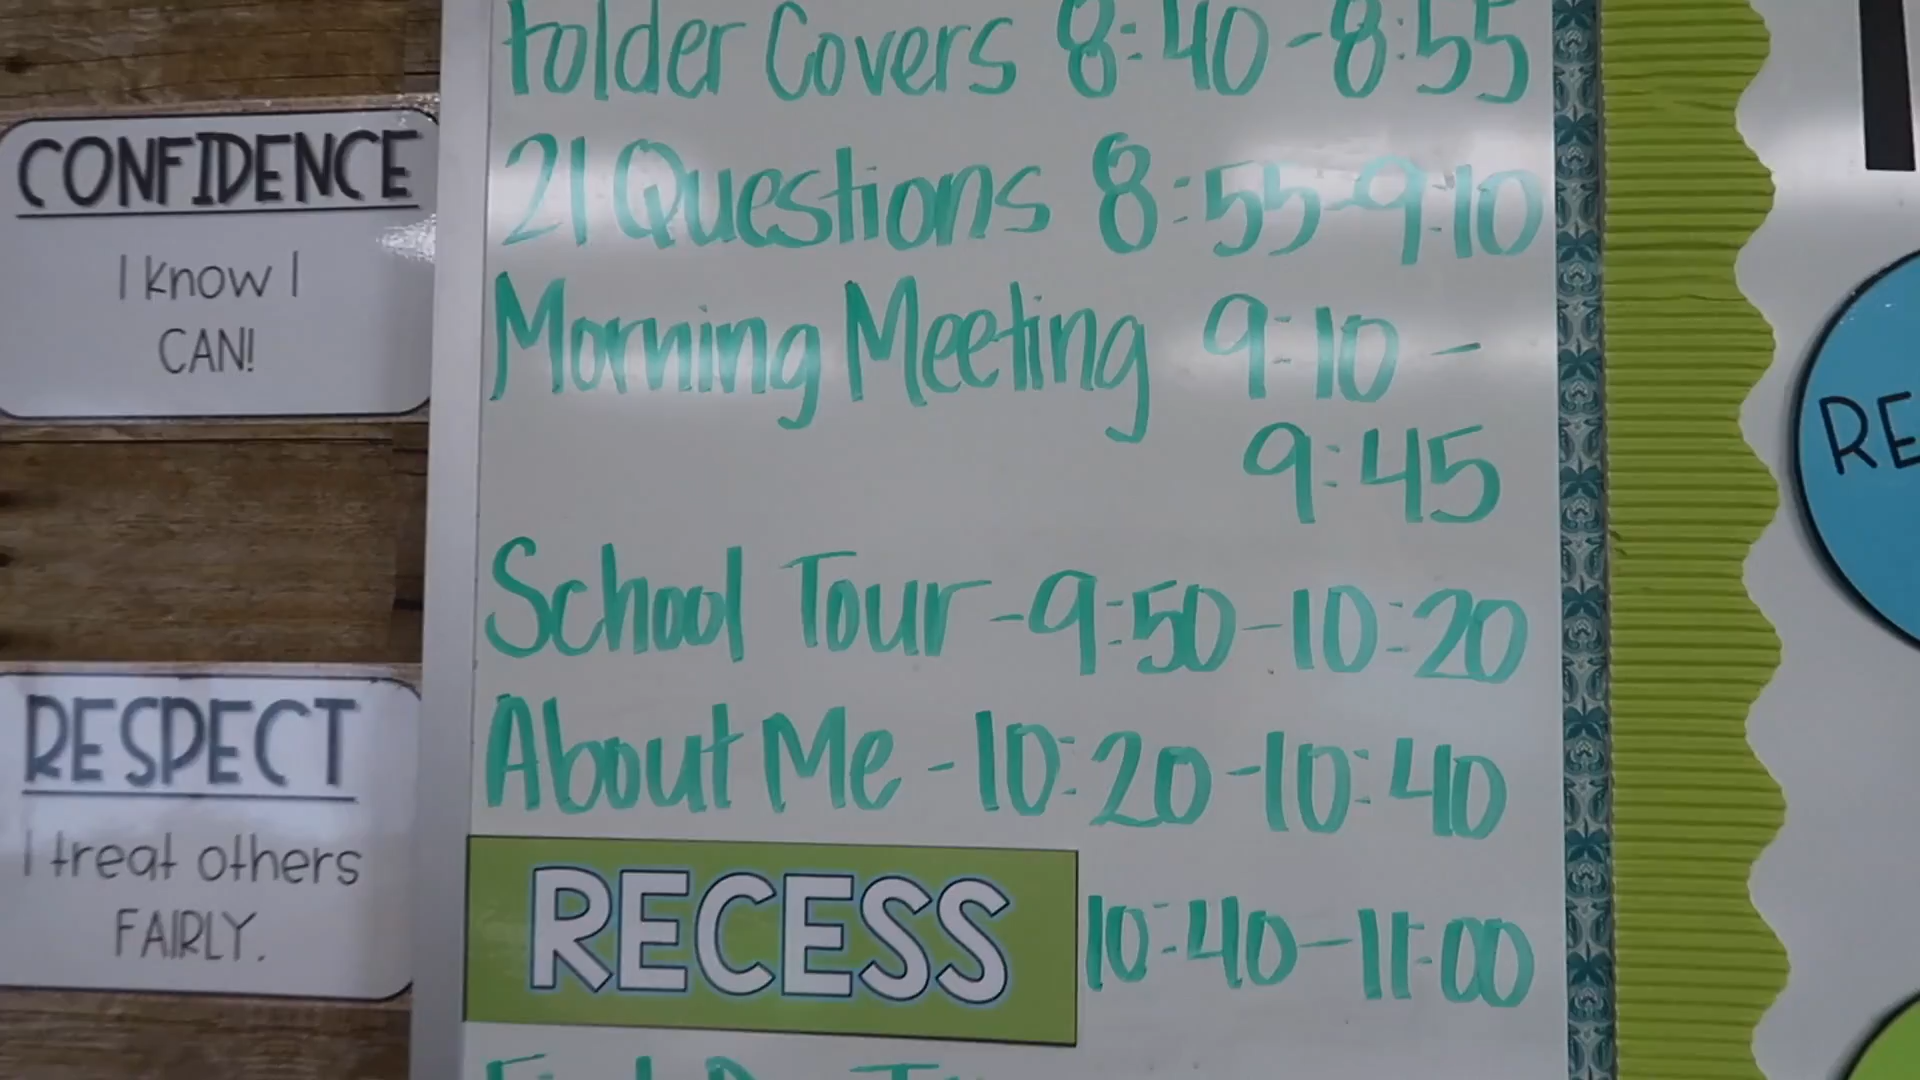 Folder Covers 8:40-8:55
21 Questions 8:55-9:10
Morning Meeting 9:10-
9:45
School Tour-9:50-10:20
About Me-10:20-10:40
RECESS 10:40-11:00
CONFIDENCE
I know I
CAN!
RESPECT
I treat others
FAIRLY.
RE